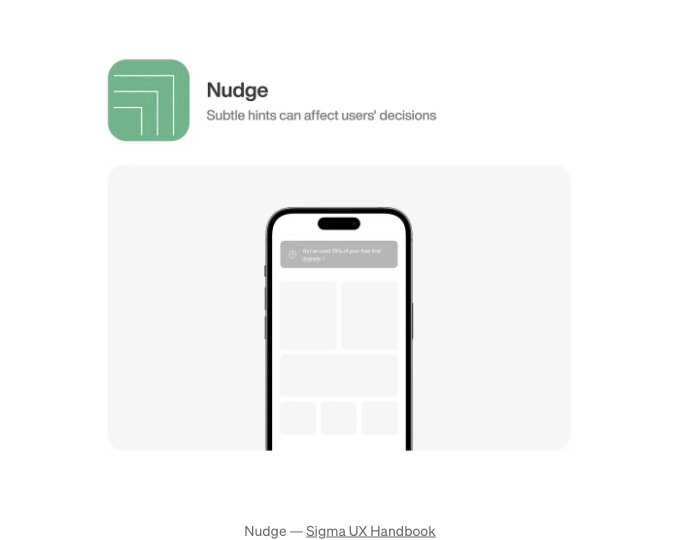 Nudge
Subtle hints can affect users' decisions
You've used 75% of your free trial
Upgrade >
Nudge — Sigma UX Handbook